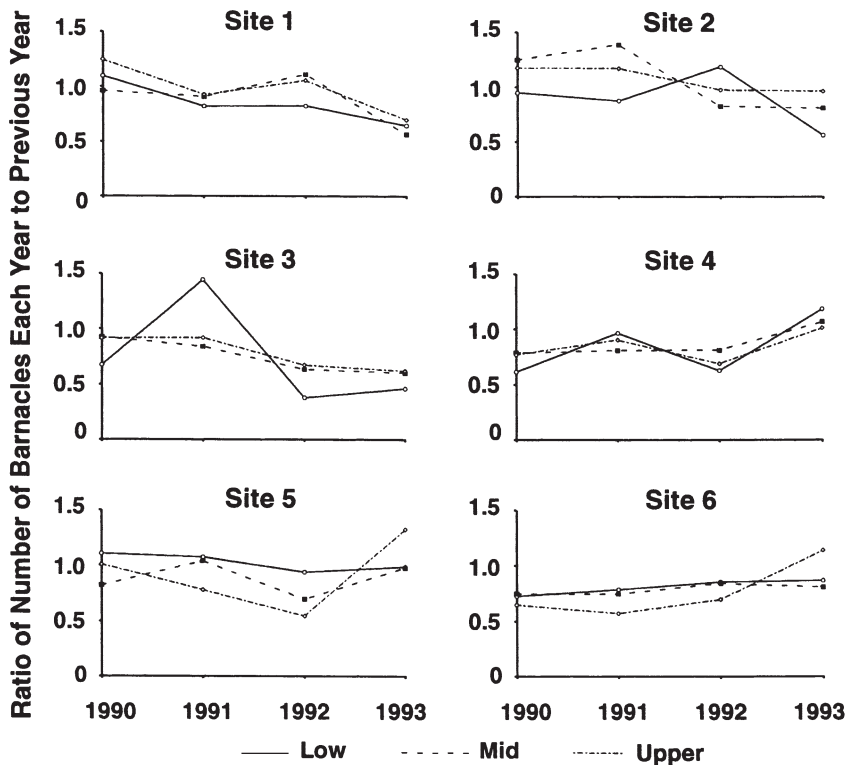 Ratio of Number of Barnacles Each Year to Previous Year
Site 1
1.5
1.0
0.5
0
Site 2
1.5
1.0
0.5
0
Site 3
1.5
1.0
0.5
0
Site 4
1.5
1.0
0.5
0
Site 5
1.5
1.0
0.5
0
1990 1991 1992 1993
Site 6
1.5
1.0
0.5
0
1990 1991 1992 1993
Low Mid Upper